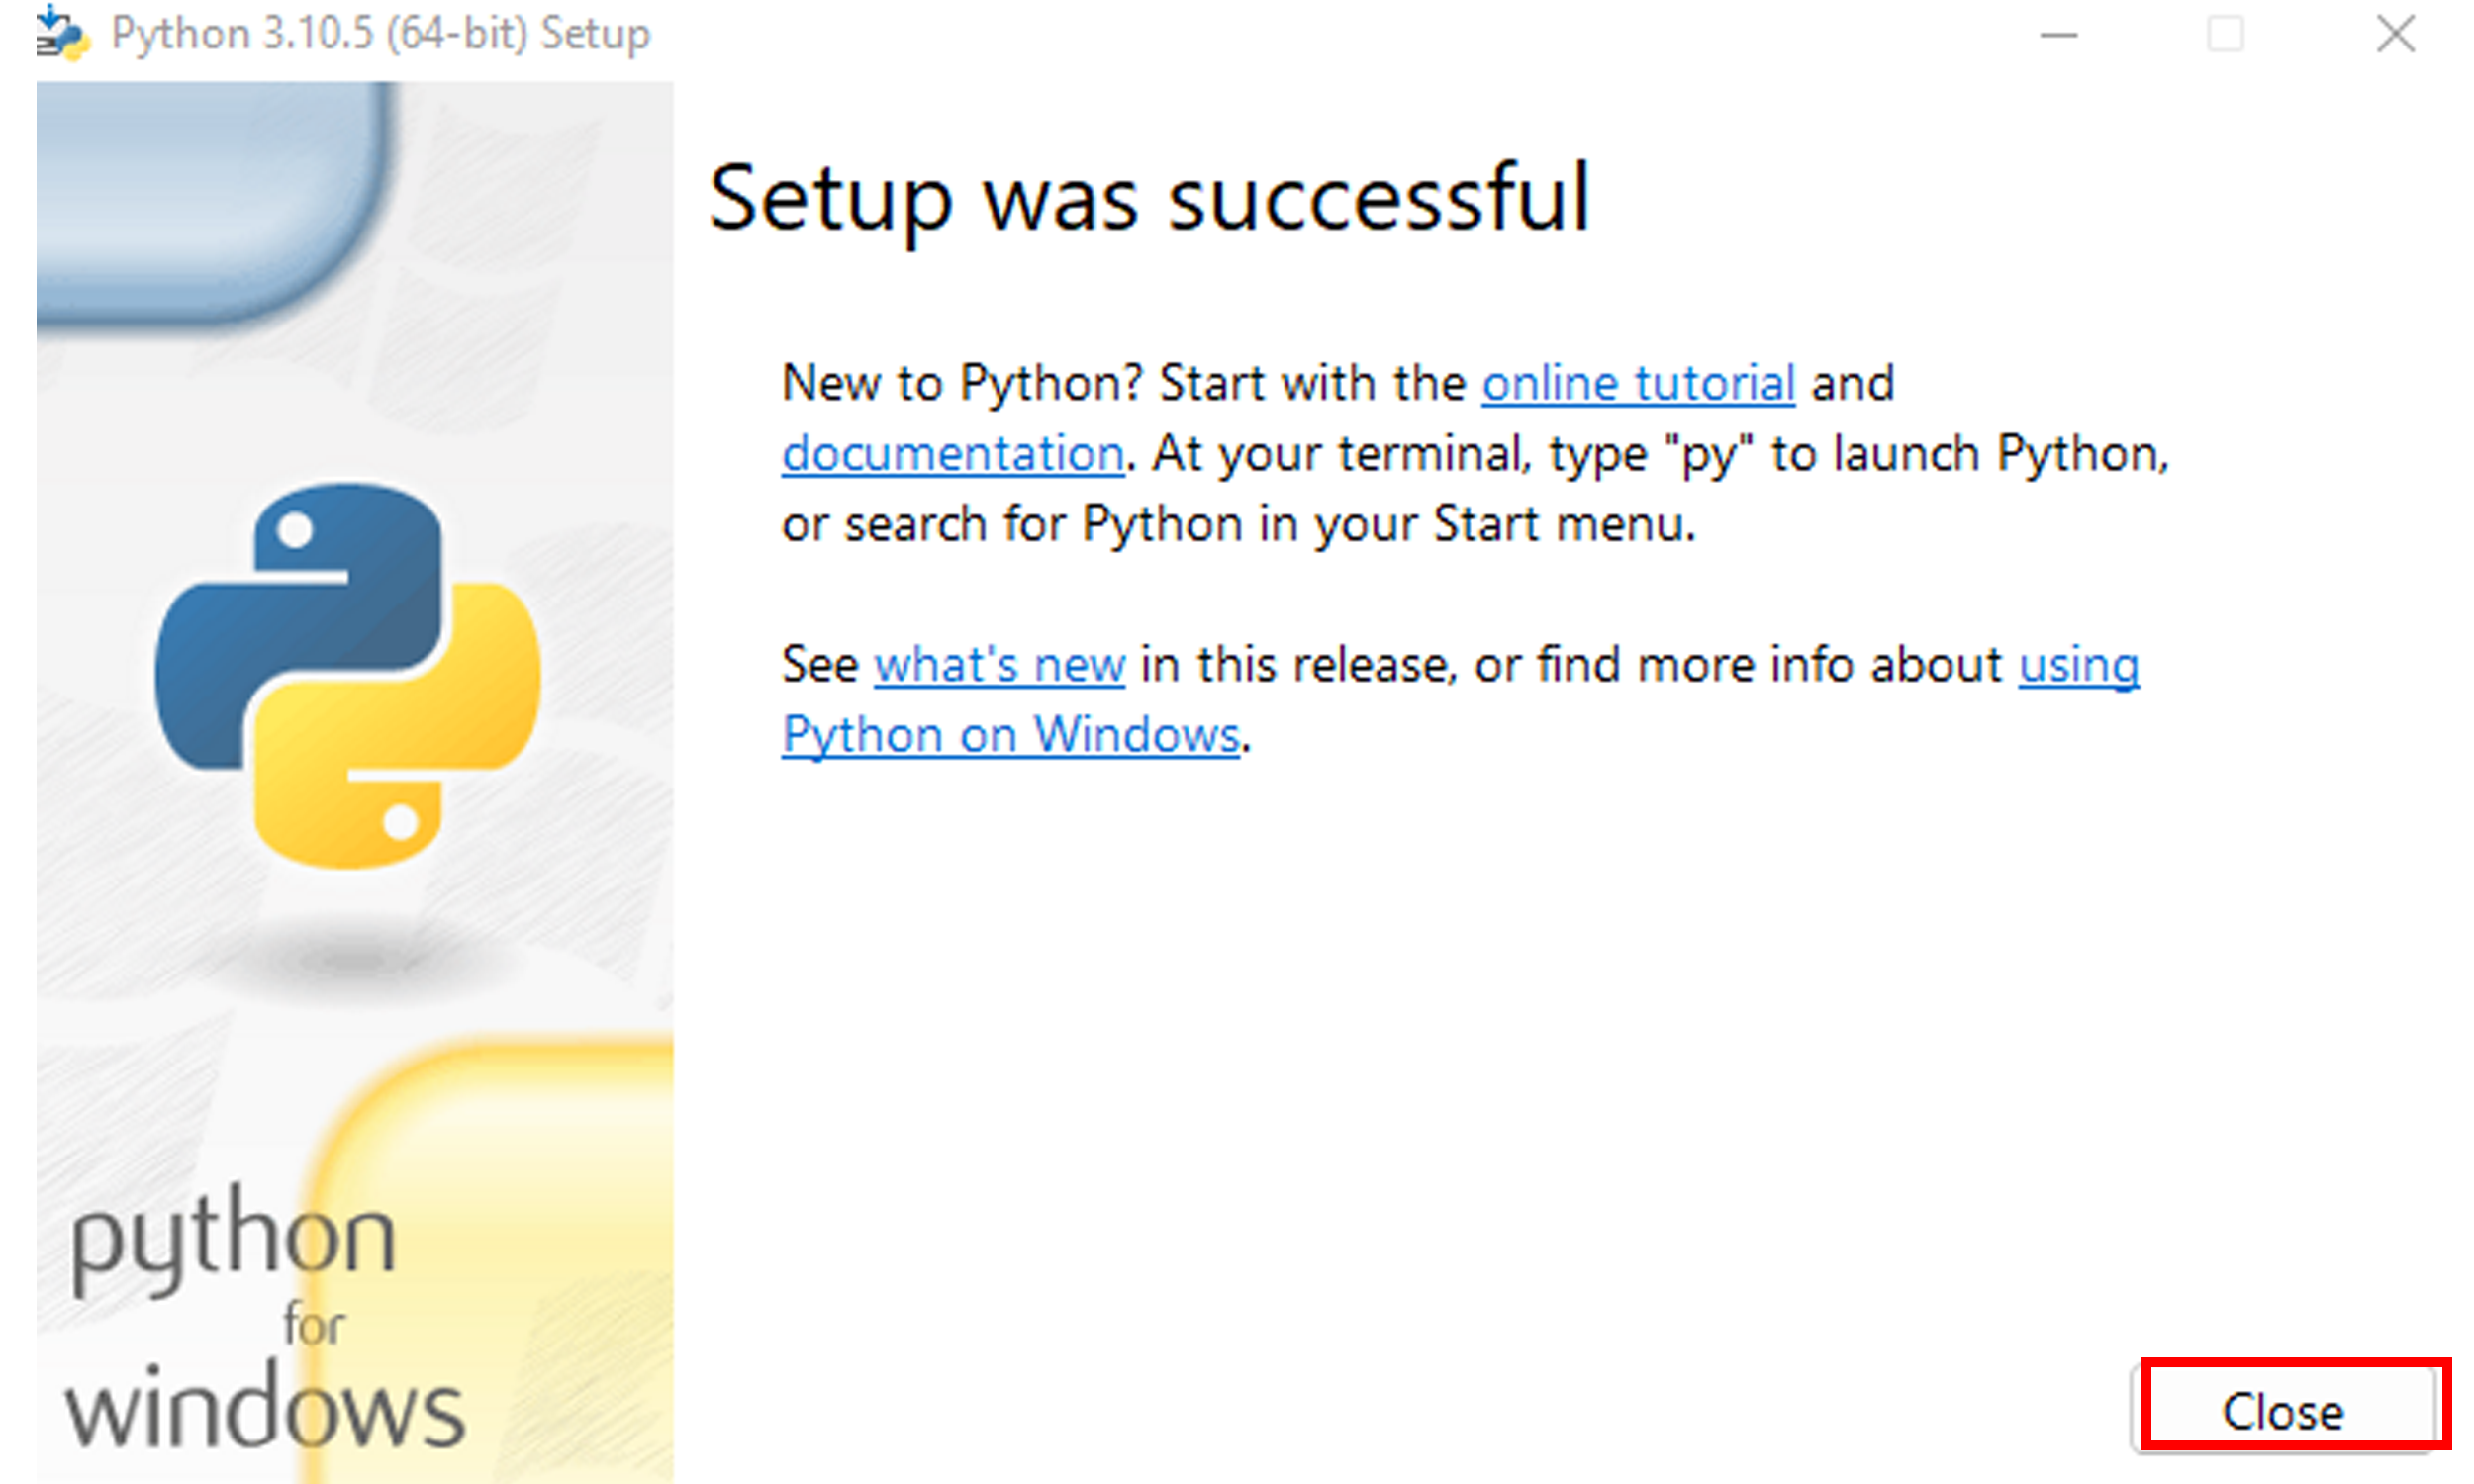 Python 3.10.5 (64-bit) Setup
Setup was successful
New to Python? Start with the online tutorial and
documentation. At your terminal, type "py" to launch Python,
or search for Python in your Start menu.
See what's new in this release, or find more info about using
Python on Windows.
python
for
windows
Close